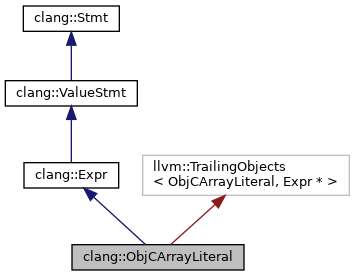 clang::Stmt
clang::ValueStmt
clang::Expr
llvm::TrailingObjects
< ObjCArrayLiteral, Expr * >
clang::ObjCArrayLiteral